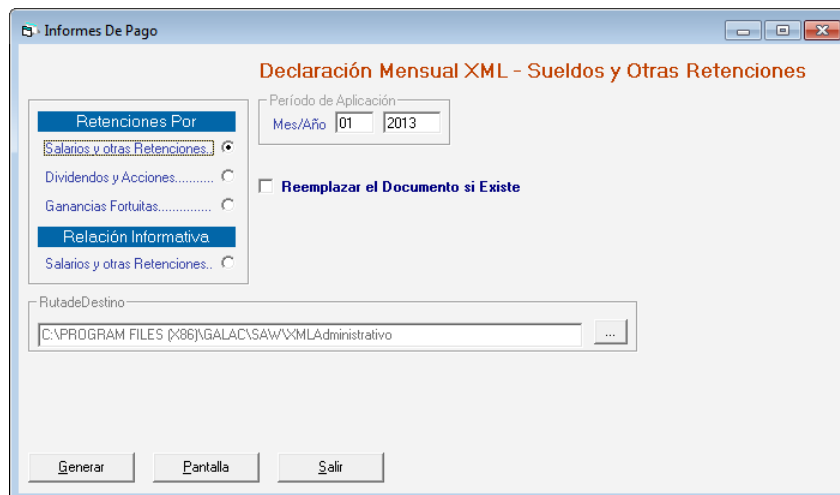 Informes De Pago
Declaración Mensual XML - Sueldos y Otras Retenciones
Retenciones Por
Salarios y otras Retenciones..
Dividendos y Acciones...........
Ganancias Fortuitas...............
Relación Informativa
Salarios y otras Retenciones..
Período de Aplicación
Mes/Año 01 2013
Reemplazar el Documento si Existe
RutadeDestino
C:\PROGRAM FILES (X86)\GALAC\SAW\XMLAdministrativo
...
Generar Pantalla Salir